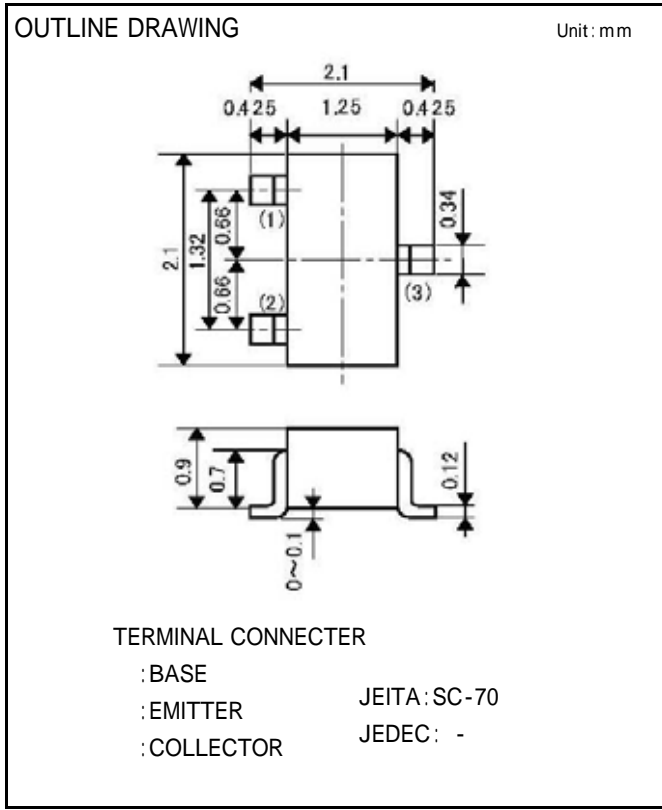 OUTLINE DRAWING
Unit:mm
2.1
0.425 1.25 0.425
(1)
0.66
1.32
2.1
0.66
(2)
0.34
(3)
0.9
0.7
0.12
0~0.1
TERMINAL CONNECTER
:BASE
:EMITTER
:COLLECTOR
JEITA:SC-70
JEDEC: -